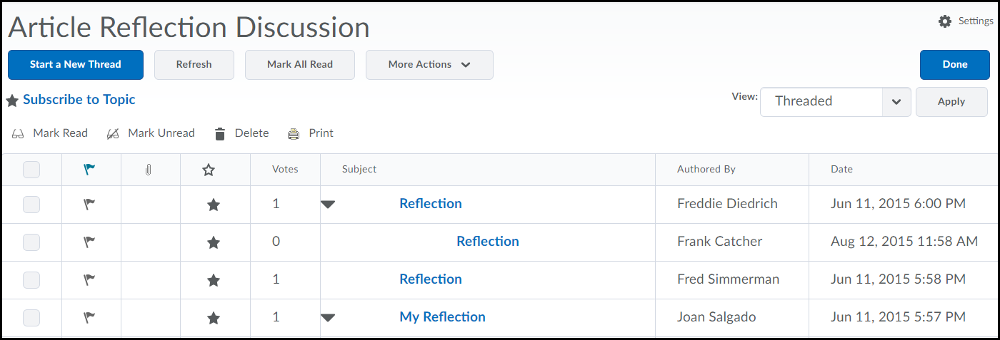 Article Reflection Discussion
Settings
Start a New Thread Refresh Mark All Read More Actions Done
Subscribe to Topic
View: Threaded Apply
Mark Read Mark Unread Delete Print
Votes Subject Authored By Date
1 Reflection Freddie Diedrich Jun 11, 2015 6:00 PM
0 Reflection Frank Catcher Aug 12, 2015 11:58 AM
1 Reflection Fred Simmerman Jun 11, 2015 5:58 PM
1 My Reflection Joan Salgado Jun 11, 2015 5:57 PM